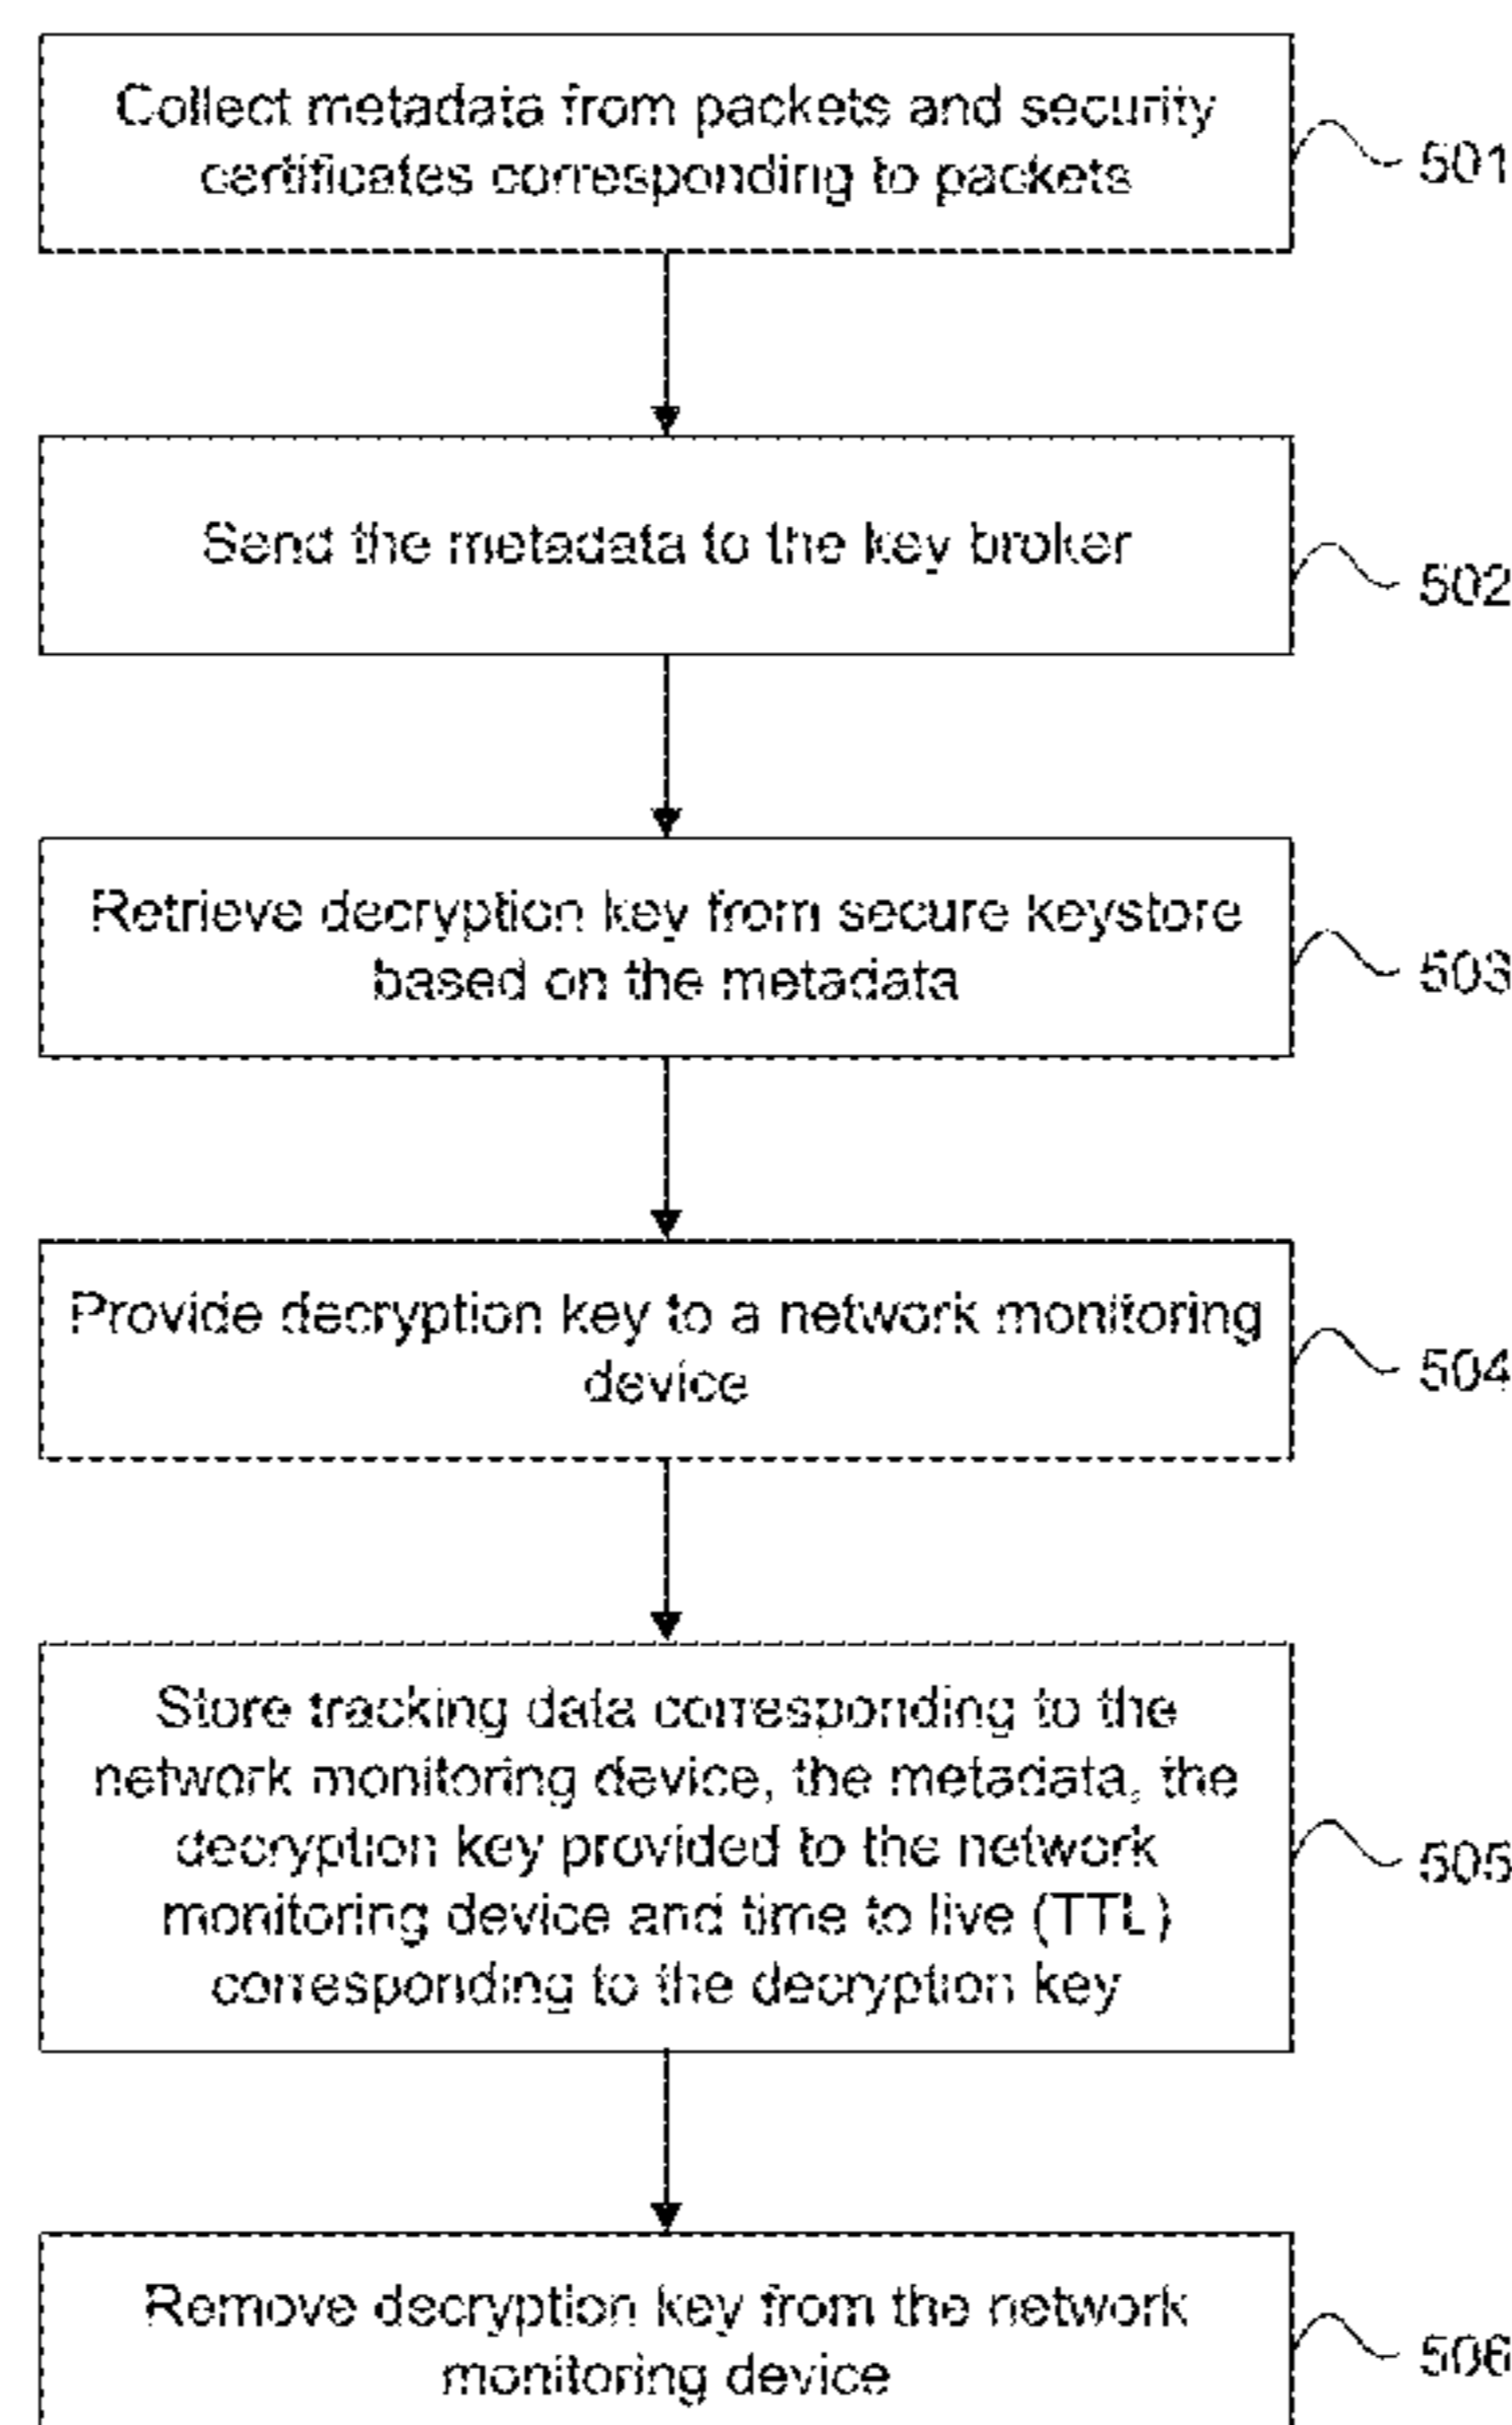 Collect metadata from packets and security
certificates corresponding to packets
501
Send the metadata to the key broker
502
Retrieve decryption key from secure keystore
based on the metadata
503
Provide decryption key to a network monitoring
device
504
Store tracking data corresponding to the
network monitoring device, the metadata, the
decryption key provided to the network
monitoring device and time to live (TTL)
corresponding to the decryption key
505
Remove decryption key from the network
monitoring device
506